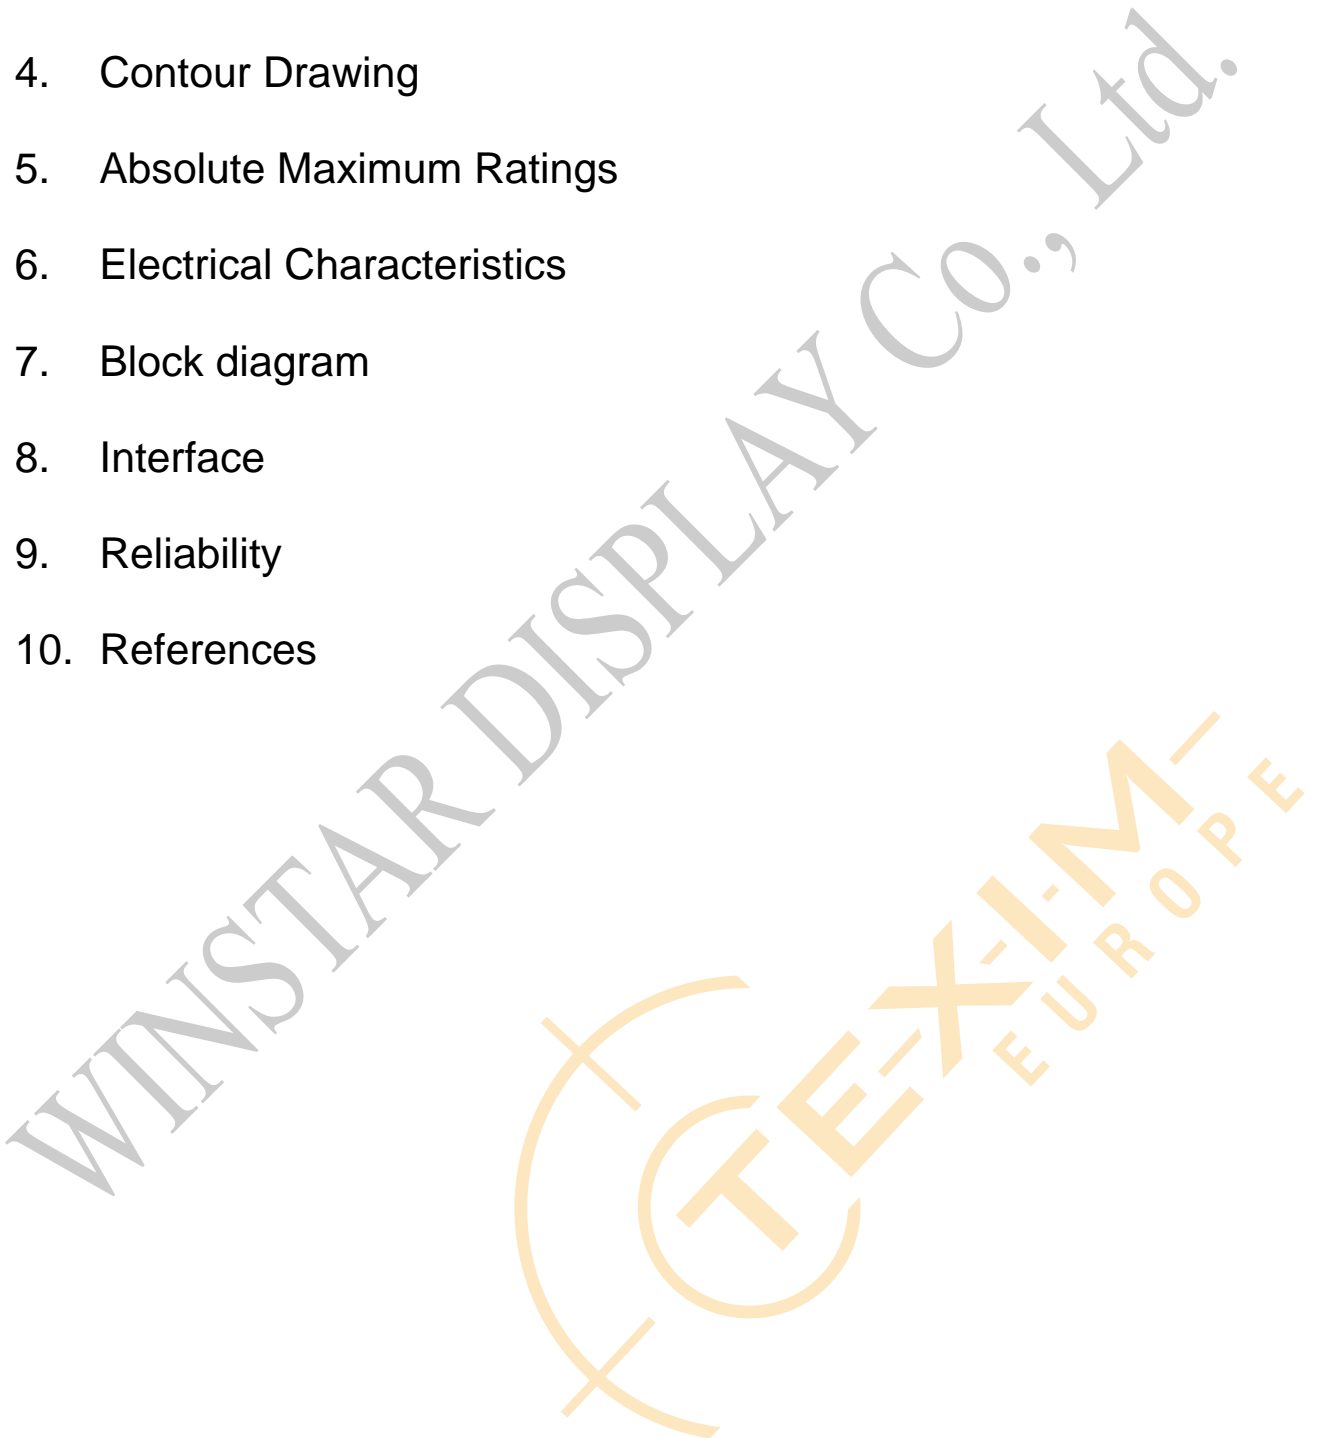 4. Contour Drawing
5. Absolute Maximum Ratings
6. Electrical Characteristics
7. Block diagram
8. Interface
9. Reliability
10. References
WINSTAR DISPLAY Co., Ltd.
TEXIM
EUROPE